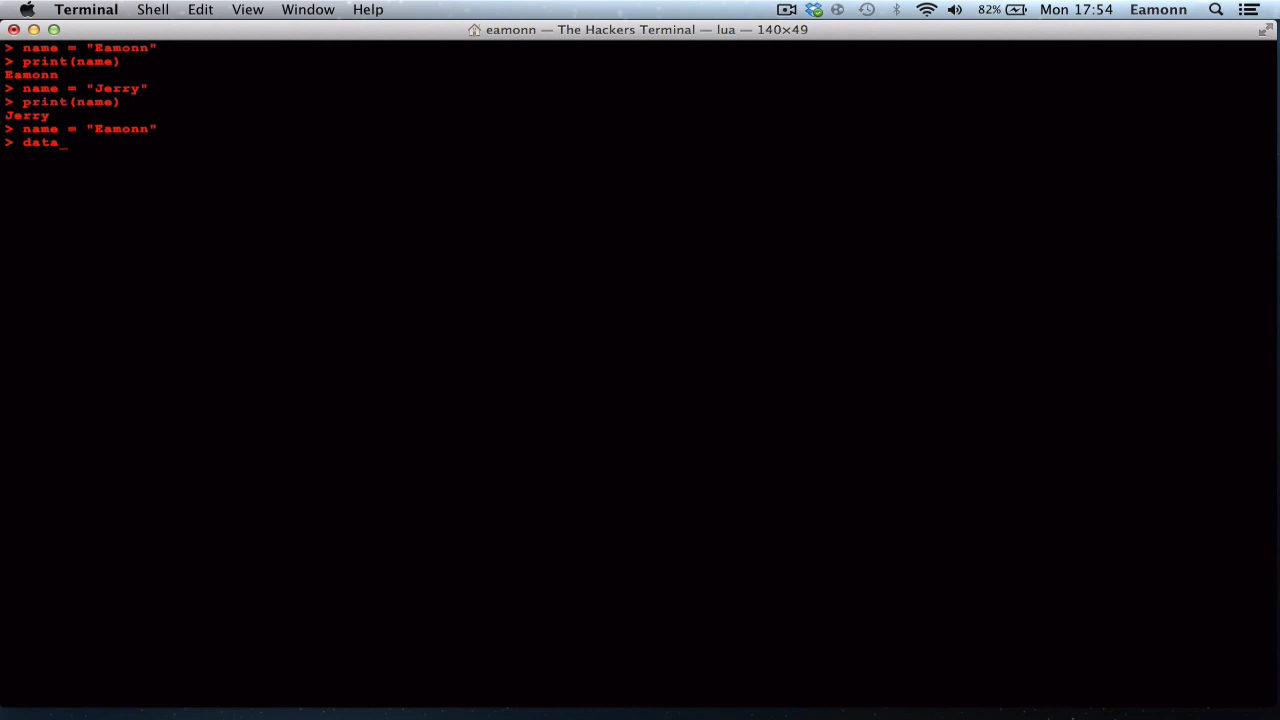 Terminal Shell Edit View Window Help 82% Mon 17:54 Eamonn
eamonn — The Hackers Terminal — lua — 140×49
> name = "Eamonn"
> print(name)
Eamonn
> name = "Jerry"
> print(name)
Jerry
> name = "Eamonn"
> data_